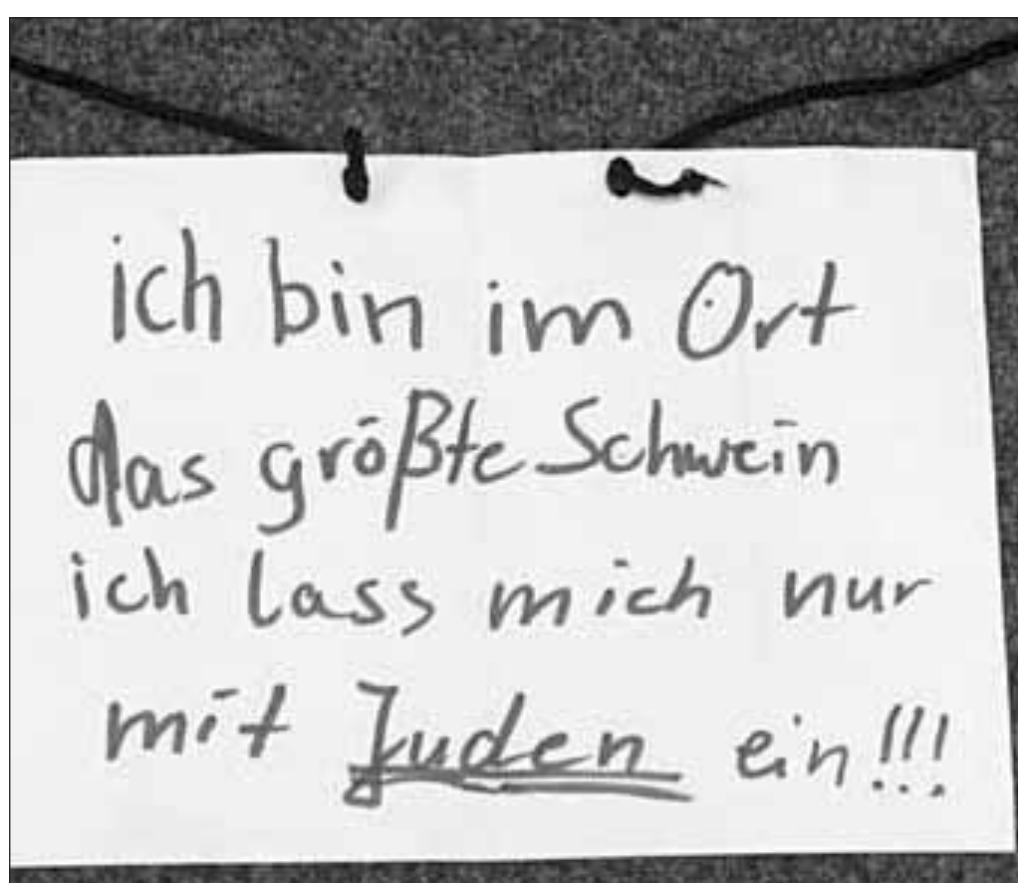 ich bin im Ort
das größte Schwein
ich lass mich nur
mit Juden ein!!!